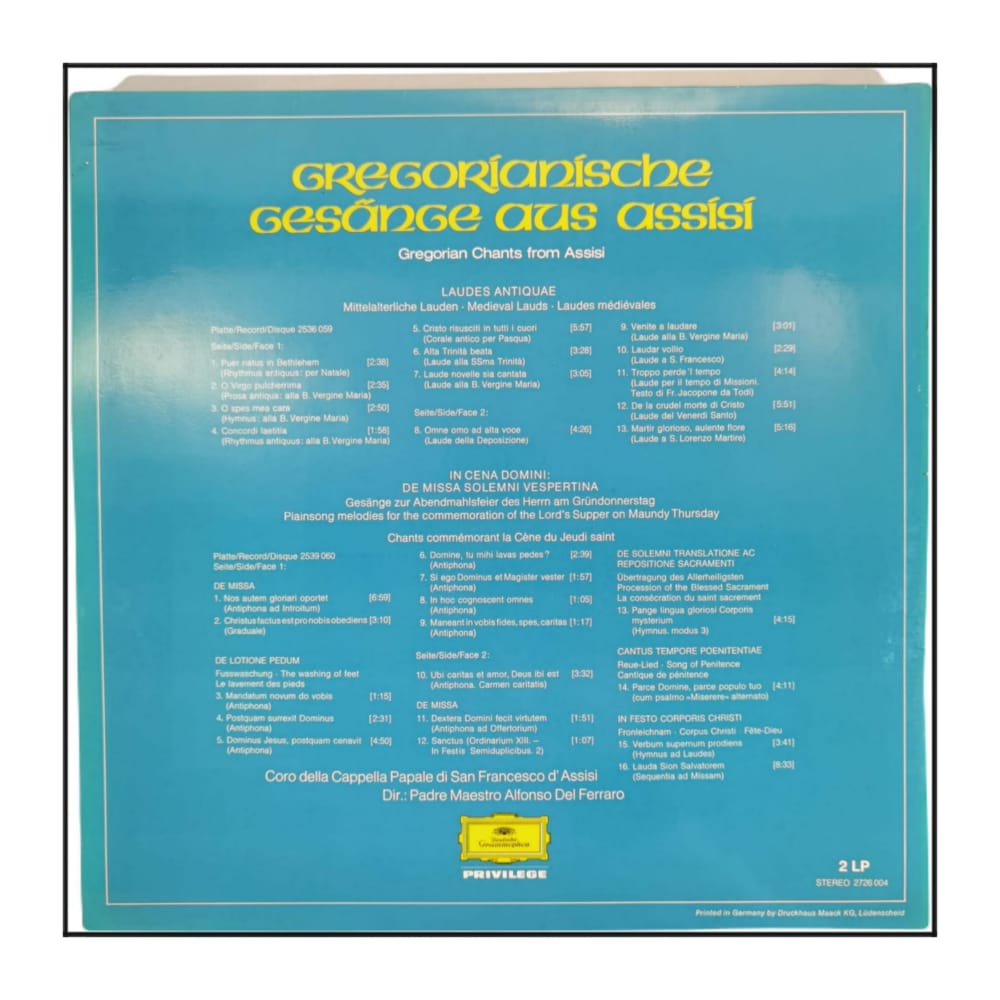 Gregorianische
Gesänge aus Assisi
Gregorian Chants from Assisi
LAUDES ANTIQUAE
Mittelalterliche Lauden · Medieval Lauds · Laudes médiévales
Platte/Record/Disque 2536 059
Seite/Side/Face 1:
1. Puer natus in Bethlehem [2:38]
(Rhythmus antiquus: per Natale)
2. O Virgo pulcherrima [2:35]
(Prosa antiqua: alla B. Vergine Maria)
3. O spes mea cara [2:50]
(Hymnus: alla B. Vergine Maria)
4. Concordi laetitia [1:58]
(Rhythmus antiquus: alla B. Vergine Maria)
5. Cristo risusciti in tutti i cuori [5:57]
(Corale antico per Pasqua)
6. Alta Trinità beata [3:28]
(Laude alla SSma Trinità)
7. Laude novelle sia cantata [3:05]
(Laude alla B. Vergine Maria)
Seite/Side/Face 2:
8. Omne omo ad alta voce [4:26]
(Laude della Deposizione)
9. Venite a laudare [3:01]
(Laude alla B. Vergine Maria)
10. Laudar vollio [2:29]
(Laude a S. Francesco)
11. Troppo perde 'l tempo [4:14]
(Laude per il tempo di Missioni.
Testo di Fr. Jacopone da Todi)
12. De la crudel morte di Cristo [5:51]
(Laude del Venerdi Santo)
13. Martir glorioso, aulente flore [5:16]
(Laude a S. Lorenzo Martire)
IN CENA DOMINI:
DE MISSA SOLEMNI VESPERTINA
Gesänge zur Abendmahlsfeier des Herrn am Gründonnerstag
Plainsong melodies for the commemoration of the Lord's Supper on Maundy Thursday
Chants commémorant la Cène du Jeudi saint
Platte/Record/Disque 2539 060
Seite/Side/Face 1:
DE MISSA
1. Nos autem gloriari oportet [6:59]
(Antiphona ad Introitum)
2. Christus factus est pro nobis obediens [3:10]
(Graduale)
DE LOTIONE PEDUM
Fusswaschung · The washing of feet
Le lavement des pieds
3. Mandatum novum do vobis [1:15]
(Antiphona)
4. Postquam surrexit Dominus [2:31]
(Antiphona)
5. Dominus Jesus, postquam cenavit [4:50]
(Antiphona)
6. Domine, tu mihi lavas pedes? [2:39]
(Antiphona)
7. Si ego Dominus et Magister vester [1:57]
(Antiphona)
8. In hoc cognoscent omnes [1:05]
(Antiphona)
9. Maneant in vobis fides, spes, caritas [1:17]
(Antiphona)
Seite/Side/Face 2:
10. Ubi caritas et amor, Deus ibi est [3:32]
(Antiphona. Carmen caritatis)
DE MISSA
11. Dextera Domini fecit virtutem [1:51]
(Antiphona ad Offertorium)
12. Sanctus (Ordinarium XIII. – [1:07]
In Festis Semiduplicibus. 2)
DE SOLEMNI TRANSLATIONE AC
REPOSITIONE SACRAMENTI
Übertragung des Allerheiligsten
Procession of the Blessed Sacrament
La consécration du saint sacrement
13. Pange lingua gloriosi Corporis
mysterium [4:15]
(Hymnus. modus 3)
CANTUS TEMPORE POENITENTIAE
Reue-Lied · Song of Penitence
Cantique de pénitence
14. Parce Domine, parce populo tuo [4:11]
(cum psalmo »Miserere« alternato)
IN FESTO CORPORIS CHRISTI
Fronleichnam · Corpus Christi · Fête-Dieu
15. Verbum supernum prodiens [3:41]
(Hymnus ad Laudes)
16. Lauda Sion Salvatorem [8:33]
(Sequentia ad Missam)
Coro della Cappella Papale di San Francesco d'Assisi
Dir.: Padre Maestro Alfonso Del Ferraro
Deutsche
Grammophon
PRIVILEGE
2 LP
STEREO 2726 004
Printed in Germany by Druckhaus Maack KG, Lüdenscheid